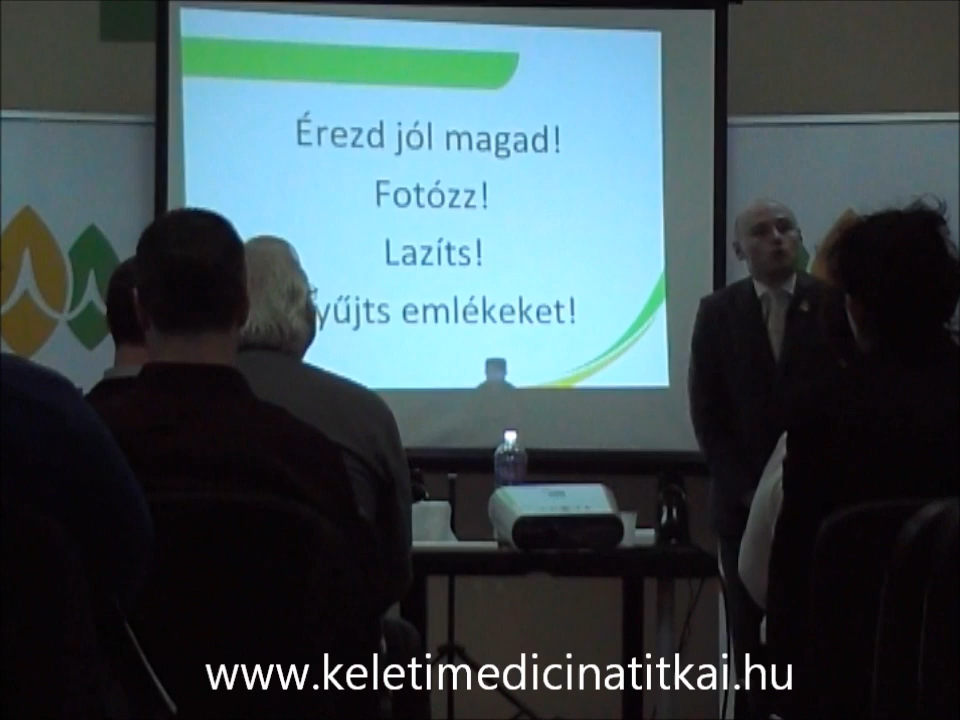 Érezd jól magad!
Fotózz!
Lazíts!
emlékeket!
www.keletimedicinatitkai.hu